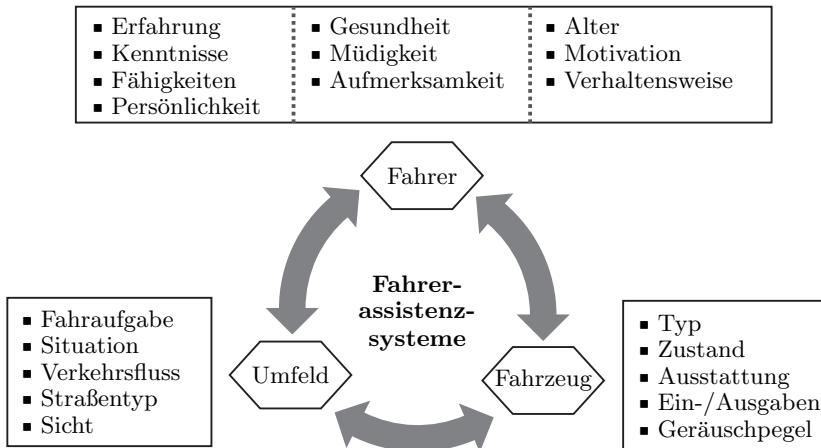 ▪ Erfahrung
▪ Kenntnisse
▪ Fähigkeiten
▪ Persönlichkeit
▪ Gesundheit
▪ Müdigkeit
▪ Aufmerksamkeit
▪ Alter
▪ Motivation
▪ Verhaltensweise
Fahrer
Fahrer-
assistenz-
systeme
▪ Fahraufgabe
▪ Situation
▪ Verkehrsfluss
▪ Straßentyp
▪ Sicht
Umfeld
Fahrzeug
▪ Typ
▪ Zustand
▪ Ausstattung
▪ Ein-/Ausgaben
▪ Geräuschpegel